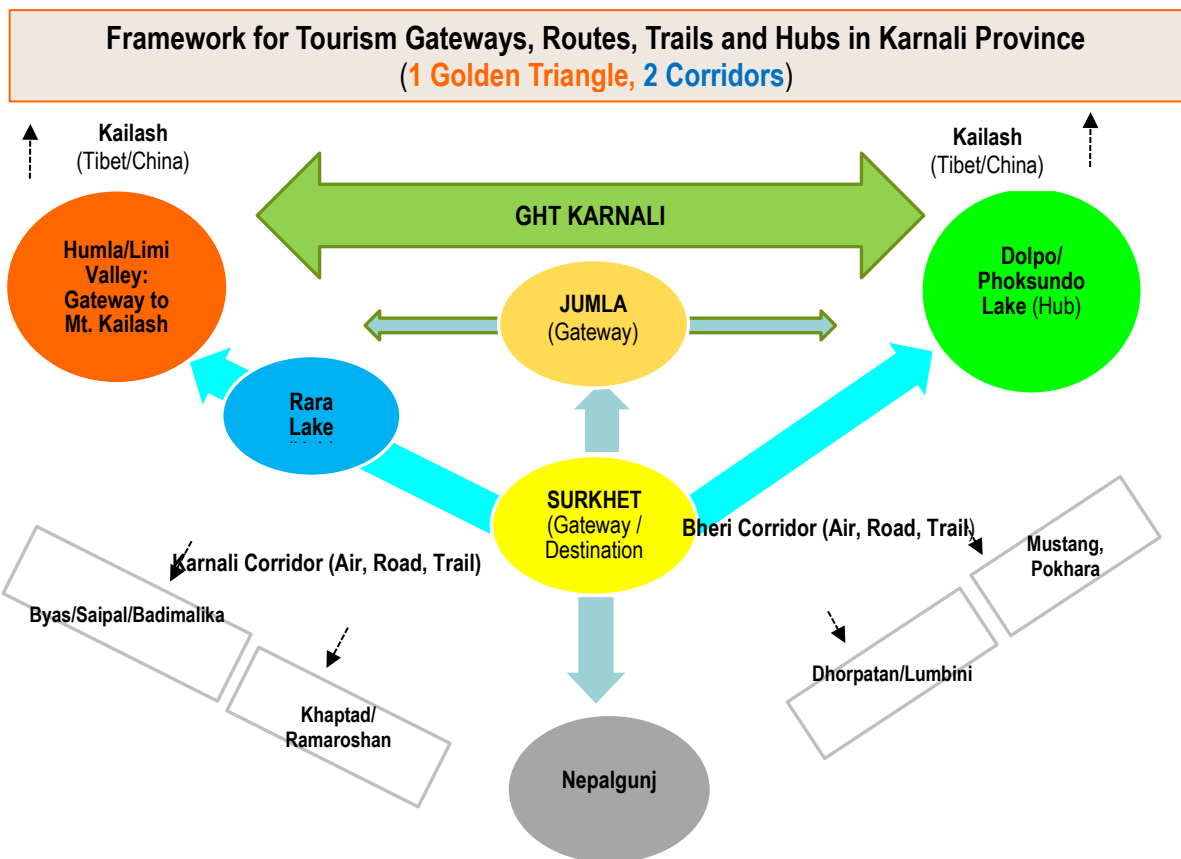 Framework for Tourism Gateways, Routes, Trails and Hubs in Karnali Province
(1 Golden Triangle, 2 Corridors)
Kailash
(Tibet/China)
Kailash
(Tibet/China)
GHT KARNALI
Humla/Limi
Valley:
Gateway to
Mt. Kailash
Dolpo/
Phoksundo
Lake (Hub)
JUMLA
(Gateway)
Rara
Lake
SURKHET
(Gateway /
Destination
Bheri Corridor (Air, Road, Trail)
Karnali Corridor (Air, Road, Trail)
Mustang,
Pokhara
Byas/Saipal/Badimalika
Dhorpatan/Lumbini
Khaptad/
Ramaroshan
Nepalgunj